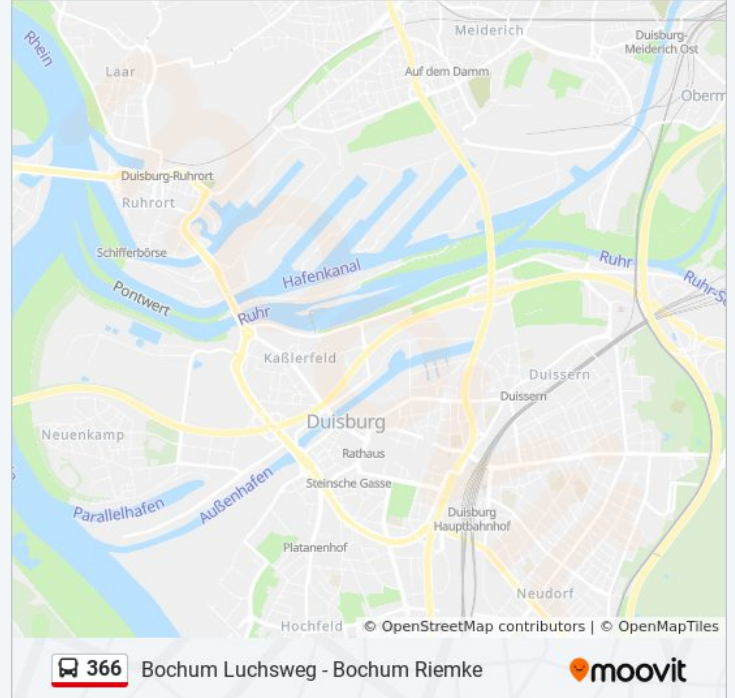 Meiderich
Duisburg-
Meiderich Ost
Rhein
Laar
Auf dem Damm
Oberm
Duisburg-Ruhrort
Ruhrort
Schifferbörse
Hafenkanal
Ruhr
Ruhr-S
Pontwert
Ruhr
Kaßlerfeld
Duissern
Duissern
Duisburg
Neuenkamp
Rathaus
Steinsche Gasse
Außenhafen
Parallelhafen
Duisburg
Hauptbahnhof
Platanenhof
Neudorf
Hochfeld
© OpenStreetMap contributors | © OpenMapTiles
366 Bochum Luchsweg - Bochum Riemke
moovit